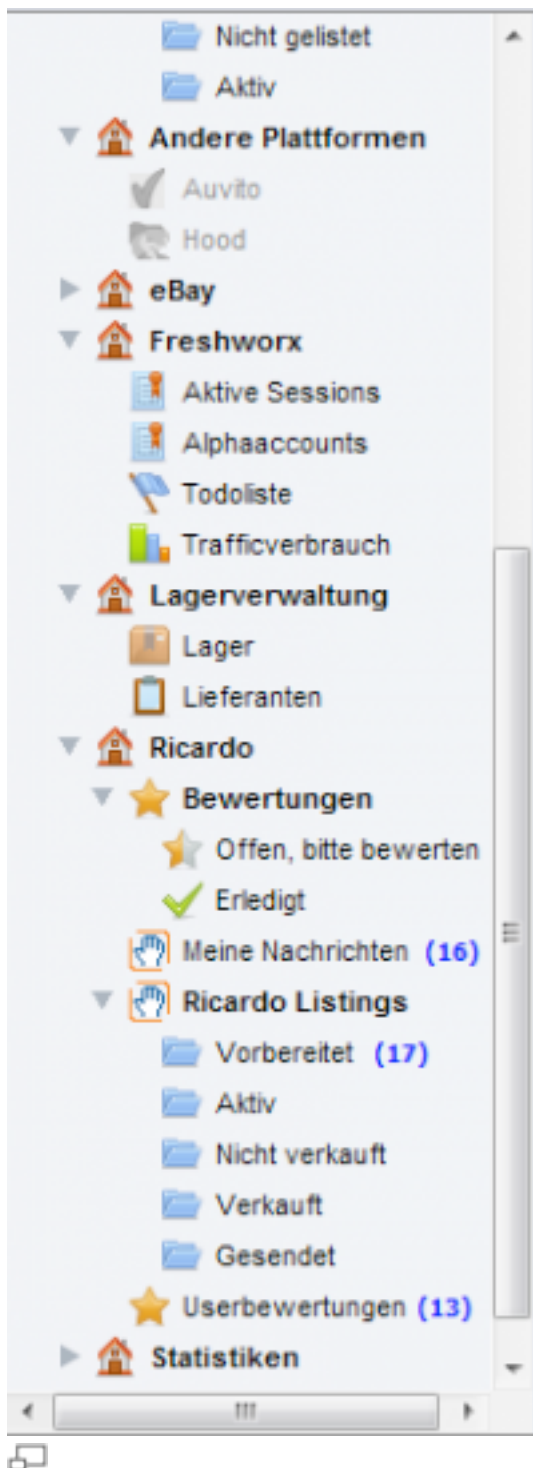 Nicht gelistet
Aktiv
Andere Plattformen
Auvito
Hood
eBay
Freshworx
Aktive Sessions
Alphaaccounts
Todoliste
Trafficverbrauch
Lagerverwaltung
Lager
Lieferanten
Ricardo
Bewertungen
Offen, bitte bewerten
Erledigt
Meine Nachrichten (16)
Ricardo Listings
Vorbereitet (17)
Aktiv
Nicht verkauft
Verkauft
Gesendet
Userbewertungen (13)
Statistiken